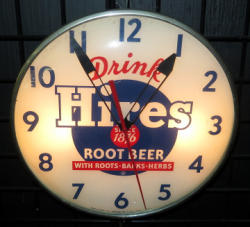 12
11 1
Drink
10 2
Hires
9 3
SINCE
1876
ROOT BEER
8 4
WITH ROOTS-BARKS-HERBS
7 5
6